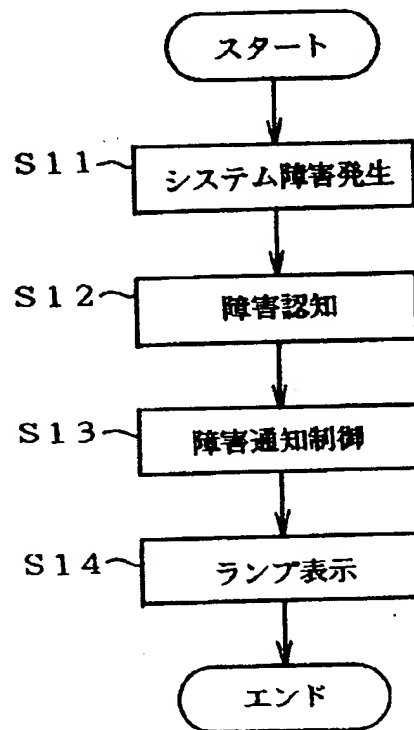 スタート
S11 システム障害発生
S12 障害認知
S13 障害通知制御
S14 ランプ表示
エンド